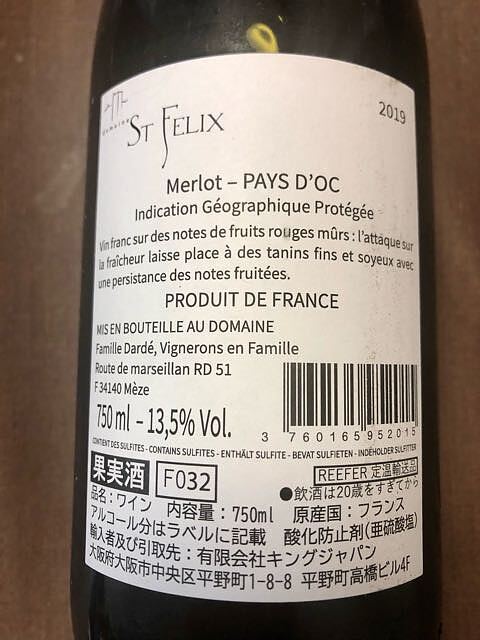 Domaine
ST FELIX
2019
Merlot – PAYS D'OC
Indication Géographique Protégée
Vin franc sur des notes de fruits rouges mûrs : l'attaque sur
la fraîcheur laisse place à des tanins fins et soyeux avec
une persistance des notes fruitées.
PRODUIT DE FRANCE
MIS EN BOUTEILLE AU DOMAINE
Famille Dardé, Vignerons en Famille
Route de marseillan RD 51
F 34140 Mèze
750 ml – 13,5% Vol.
3 760165 952015
CONTIENT DES SULFITES - CONTAINS SULFITES - ENTHÄLT SULFITE - BEVAT SULFIETEN - INDEHOLDER SULFITTER
果実酒 F032 REEFER 定温輸送品
●飲酒は20歳をすぎてから
品名：ワイン 内容量：750ml 原産国：フランス
アルコール分はラベルに記載 酸化防止剤(亜硫酸塩)
輸入者及び引取先：有限会社キングジャパン
大阪府大阪市中央区平野町1-8-8 平野町高橋ビル4F